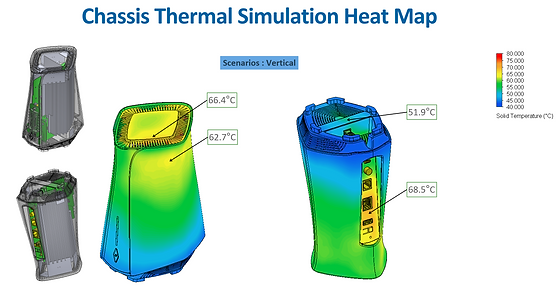 Chassis Thermal Simulation Heat Map
Scenarios : Vertical
66.4°C
62.7°C
51.9°C
68.5°C
80.000
75.000
70.000
65.000
60.000
55.000
50.000
45.000
40.000
Solid Temperature (°C)